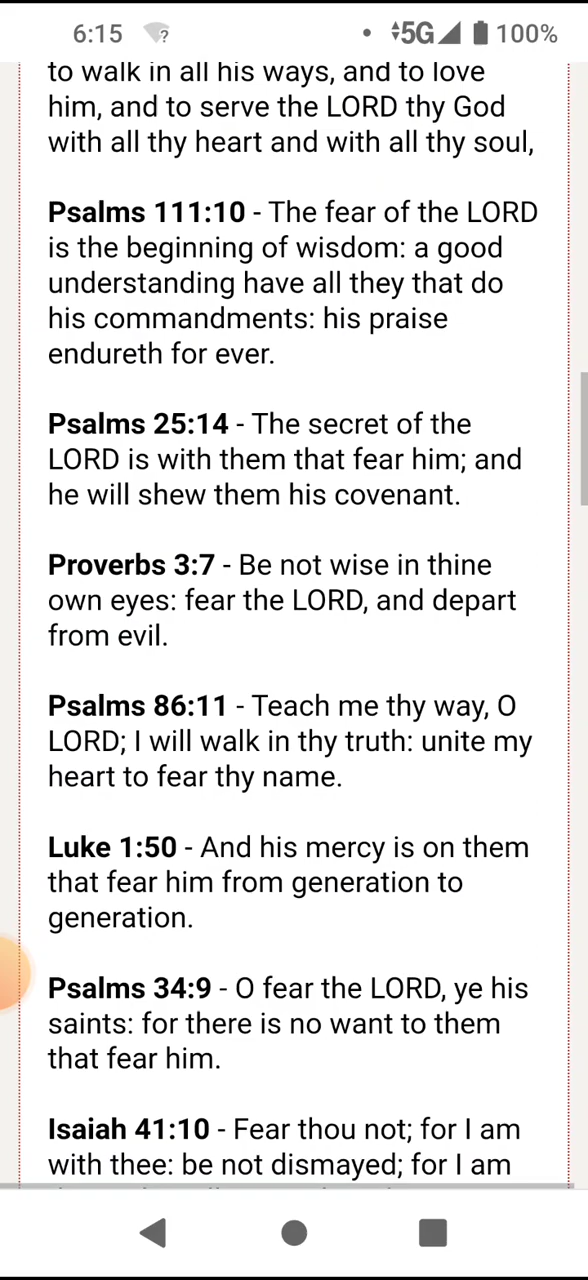 6:15
5G 100%
to walk in all his ways, and to love
him, and to serve the LORD thy God
with all thy heart and with all thy soul,
Psalms 111:10 - The fear of the LORD
is the beginning of wisdom: a good
understanding have all they that do
his commandments: his praise
endureth for ever.
Psalms 25:14 - The secret of the
LORD is with them that fear him; and
he will shew them his covenant.
Proverbs 3:7 - Be not wise in thine
own eyes: fear the LORD, and depart
from evil.
Psalms 86:11 - Teach me thy way, O
LORD; I will walk in thy truth: unite my
heart to fear thy name.
Luke 1:50 - And his mercy is on them
that fear him from generation to
generation.
Psalms 34:9 - O fear the LORD, ye his
saints: for there is no want to them
that fear him.
Isaiah 41:10 - Fear thou not; for I am
with thee: be not dismayed; for I am